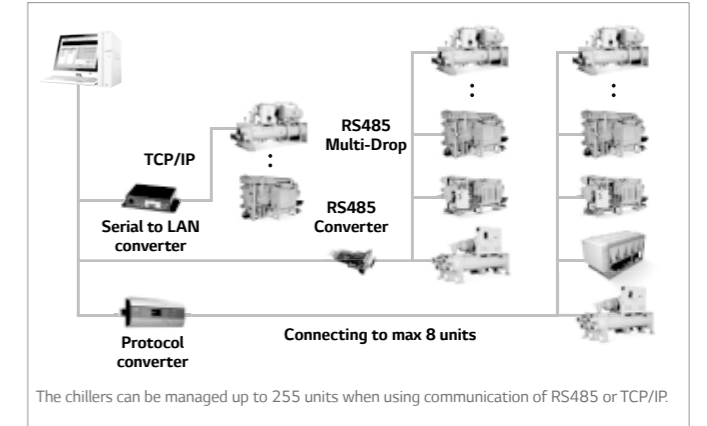 RS485
Multi-Drop
TCP/IP
RS485
Converter
Serial to LAN
converter
Connecting to max 8 units
Protocol
converter
The chillers can be managed up to 255 units when using communication of RS485 or TCP/IP.